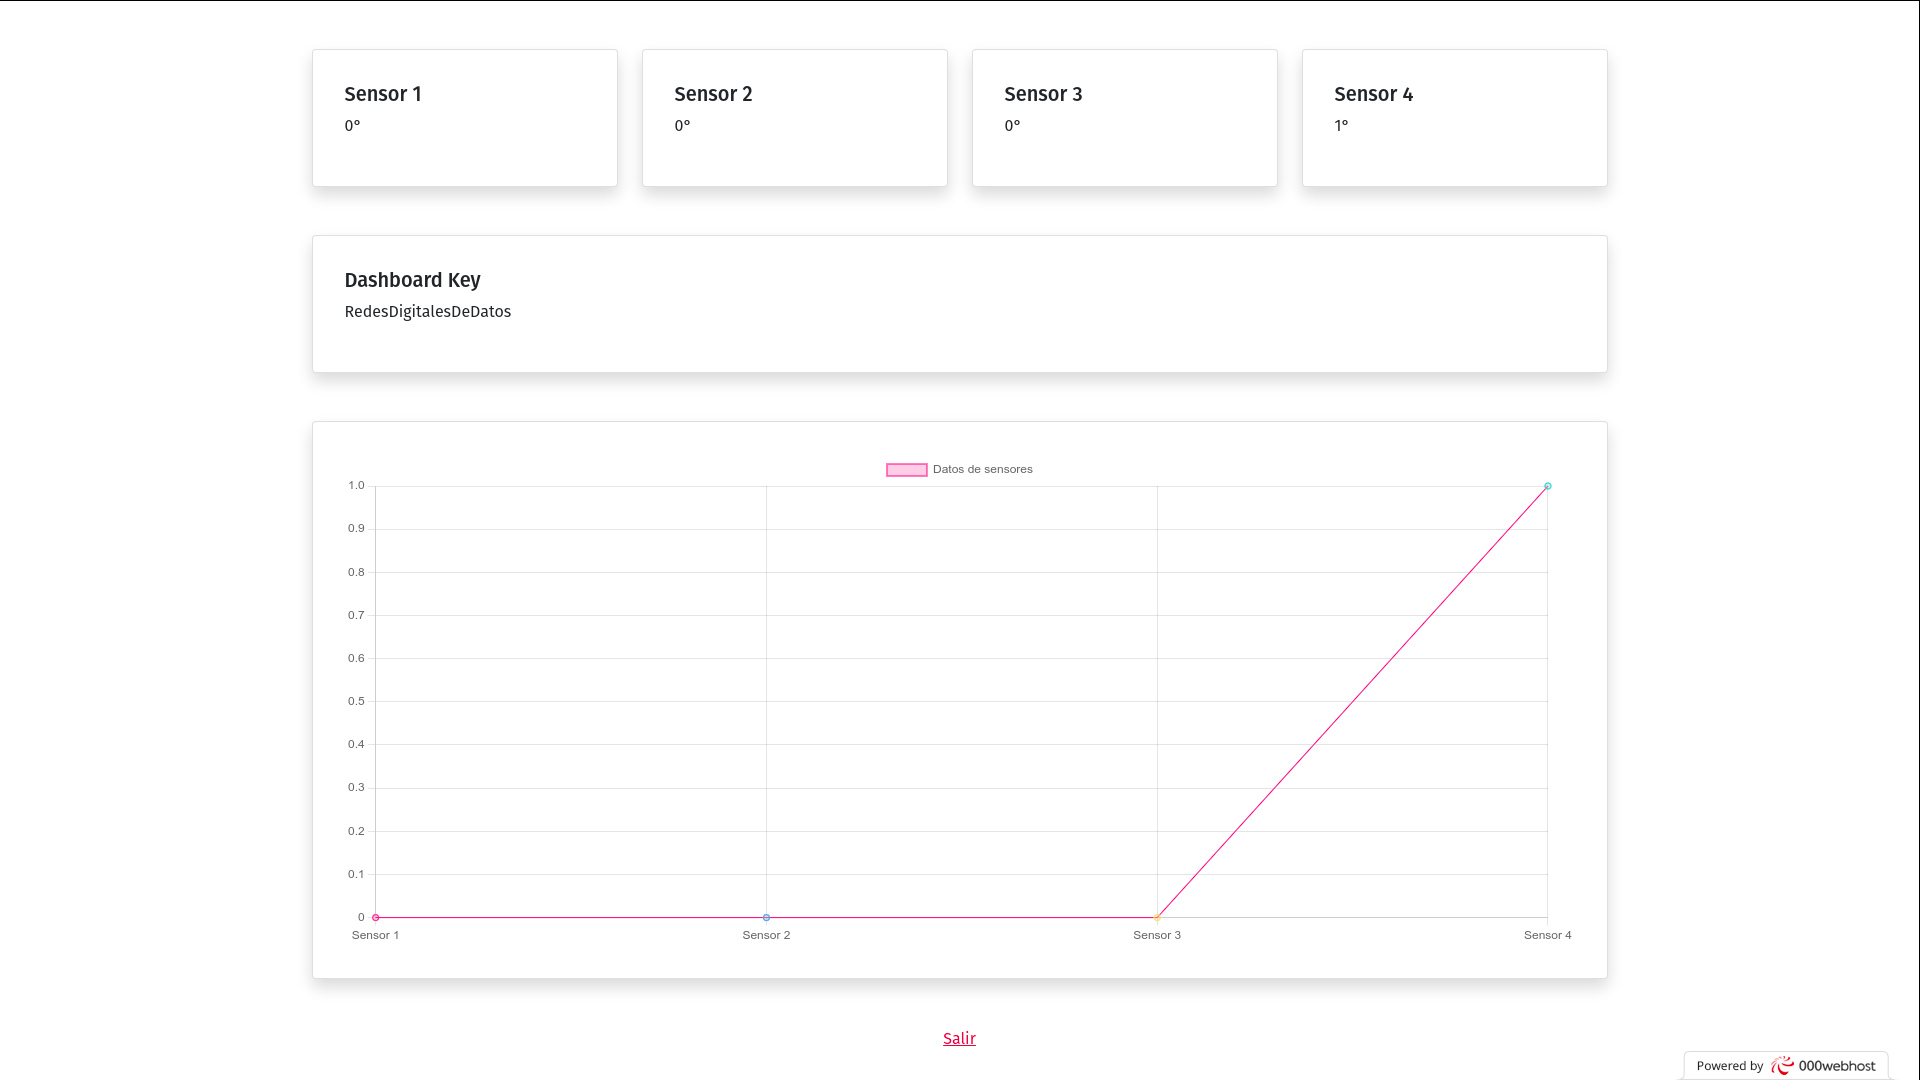 Sensor 1
0°
Sensor 2
0°
Sensor 3
0°
Sensor 4
1°
Dashboard Key
RedesDigitalesDeDatos
Datos de sensores
1.0
0.9
0.8
0.7
0.6
0.5
0.4
0.3
0.2
0.1
0
Sensor 1
Sensor 2
Sensor 3
Sensor 4
Salir
Powered by 000webhost